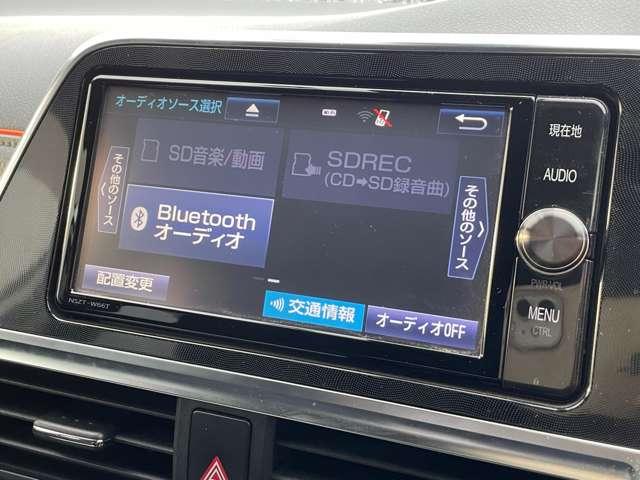 オーディオソース選択
現在地
SD音楽/動画
SDREC
(CD➡SD録音曲)
AUDIO
その他のソース
Bluetooth
オーディオ
その他のソース
配置変更
交通情報
オーディオOFF
PWR·VOL
MENU
CTRL
NSZT-W66T